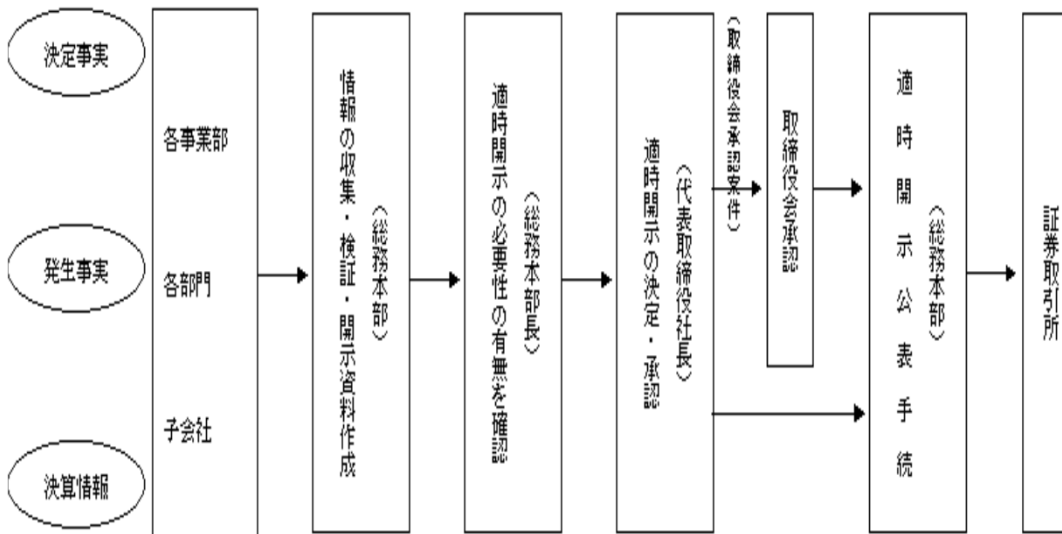 決定事実
発生事実
決算情報
各事業部
各部門
子会社
情報の収集・検証・開示資料作成
（総務本部）
適時開示の必要性の有無を確認
（総務本部長）
適時開示の決定・承認
（代表取締役社長）
（取締役会承認案件）
取締役会承認
適時開示公表手続
（総務本部）
証券取引所